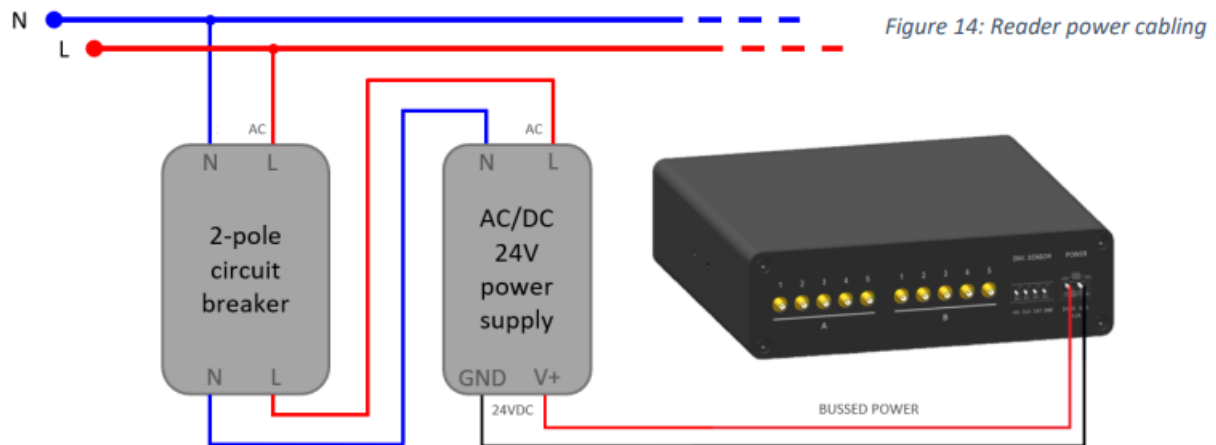 N
L
Figure 14: Reader power cabling
AC
AC
N L
N L
2-pole
circuit
breaker
AC/DC
24V
power
supply
N L
GND V+
24VDC
BUSSED POWER
ENV. SENSOR POWER
1 2 3 4 5
1 2 3 4 5
A
B